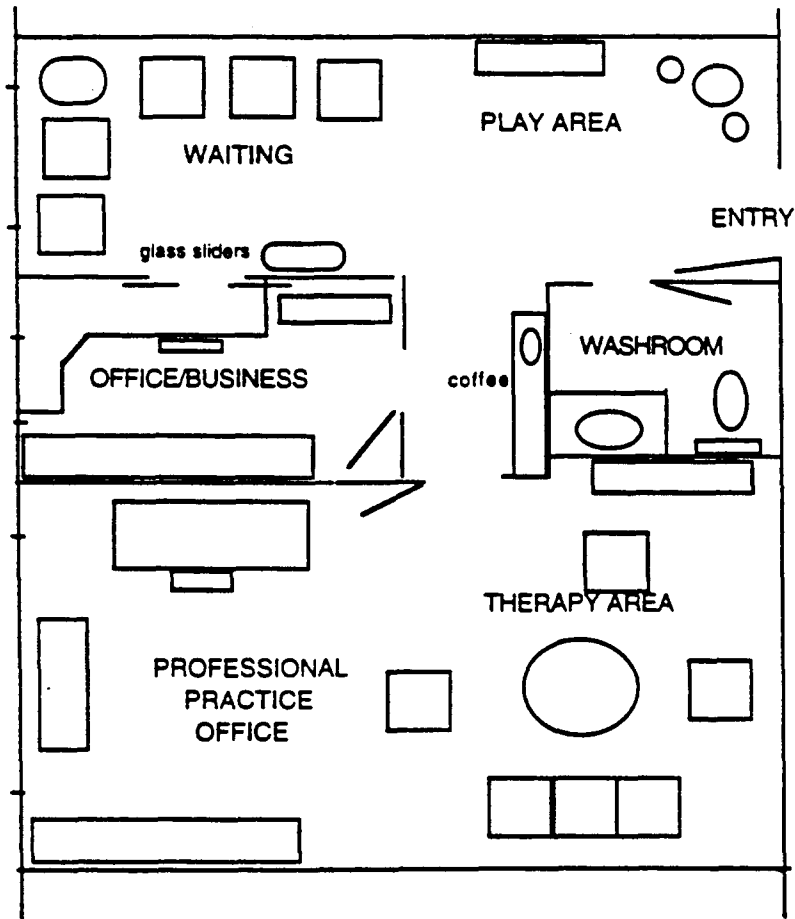 PLAY AREA
WAITING
ENTRY
glass sliders
WASHROOM
OFFICE/BUSINESS
coffee
THERAPY AREA
PROFESSIONAL
PRACTICE
OFFICE